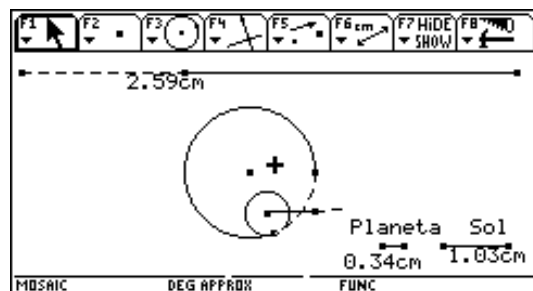 F1 F2 F3 F4 F5 F6 cm F7 HiDE F8
SHOW
2.59cm
Planeta Sol
0.34cm 1.03cm
MOSAIC DEG APPROX FUNC